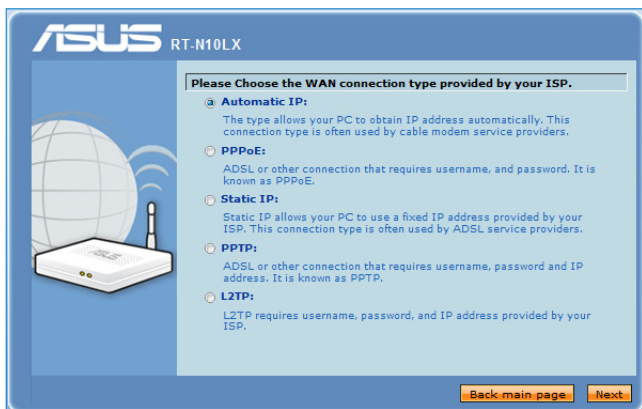 ASUS RT-N10LX
Please Choose the WAN connection type provided by your ISP.
Automatic IP:
The type allows your PC to obtain IP address automatically. This
connection type is often used by cable modem service providers.
PPPoE:
ADSL or other connection that requires username, and password. It is
known as PPPoE.
Static IP:
Static IP allows your PC to use a fixed IP address provided by your
ISP. This connection type is often used by ADSL service providers.
PPTP:
ADSL or other connection that requires username, password and IP
address. It is known as PPTP.
L2TP:
L2TP requires username, password, and IP address provided by your
ISP.
ASUS
Back main page Next